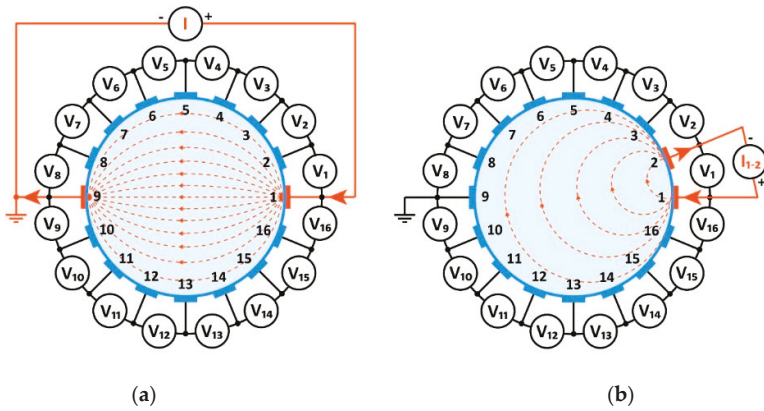 - I +
V₅ V₄
V₆ V₃
V₇ V₂
V₈ V₁
V₉ V₁₆
V₁₀ V₁₅
V₁₁ V₁₄
V₁₂ V₁₃
5
6 4
7 3
8 2
9 1
10 16
11 15
12 14
13
(a)
V₅ V₄
V₆ V₃
V₇ V₂
V₈ V₁
V₉ V₁₆
V₁₀ V₁₅
V₁₁ V₁₄
V₁₂ V₁₃
-
I₁₋₂
+
5
6 4
7 3
8 2
9 1
10 16
11 15
12 14
13
(b)